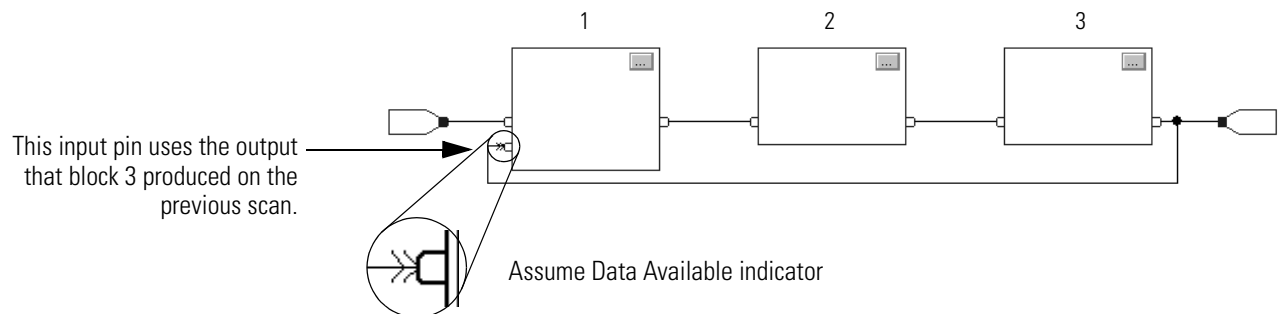 1 2 3
...
...
...
This input pin uses the output
that block 3 produced on the
previous scan.
Assume Data Available indicator